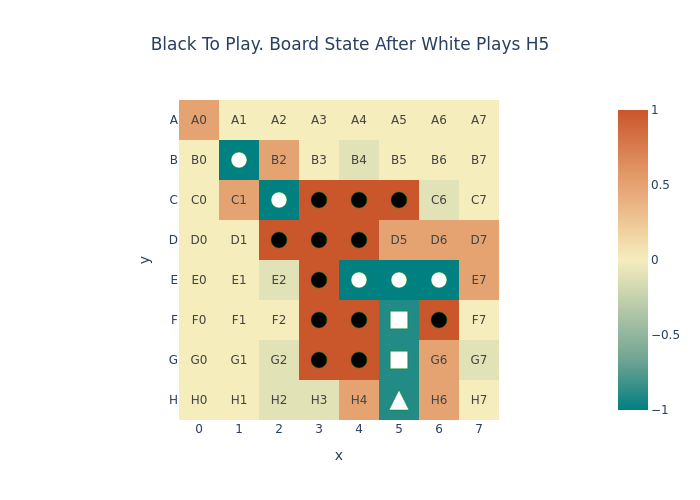 Black To Play. Board State After White Plays H5
A A0 A1 A2 A3 A4 A5 A6 A7
B B0 B2 B3 B4 B5 B6 B7
C C0 C1 C6 C7
D D0 D1 D5 D6 D7
E E0 E1 E2 E7
F F0 F1 F2 F7
G G0 G1 G2 G6 G7
H H0 H1 H2 H3 H4 H6 H7
0 1 2 3 4 5 6 7
x
y
1
0.5
0
−0.5
−1